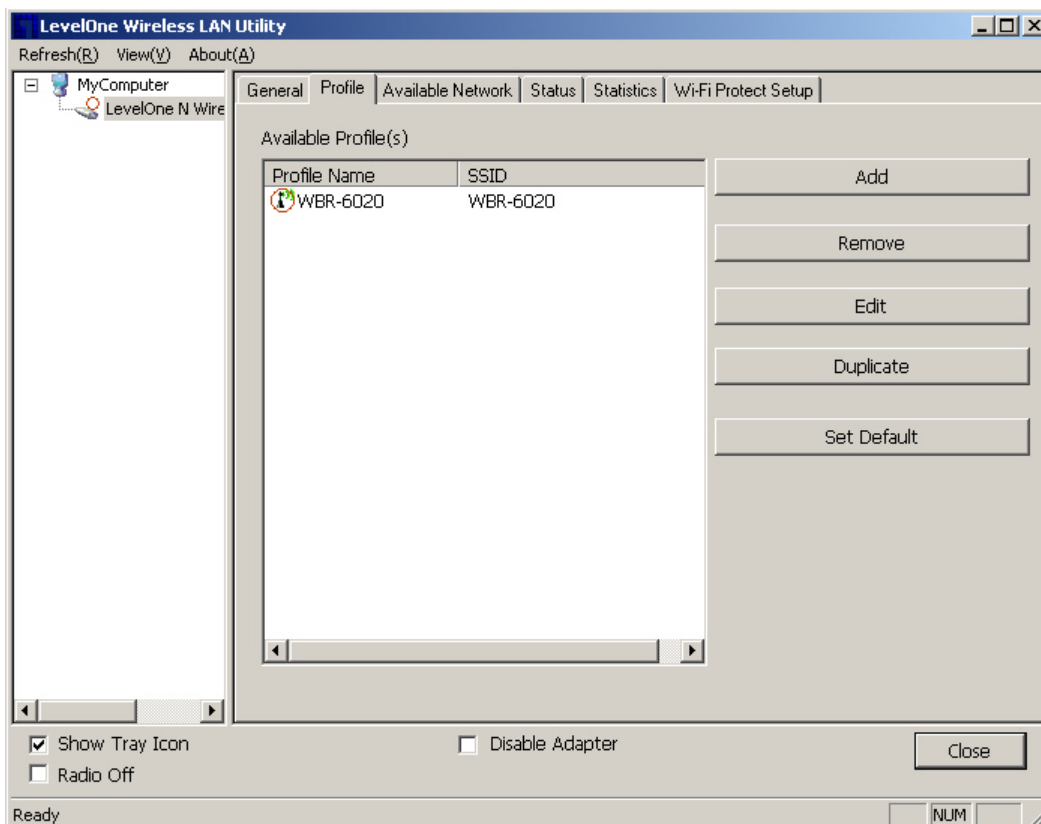 LevelOne Wireless LAN Utility
Refresh(R) View(V) About(A)
MyComputer
LevelOne N Wire
General Profile Available Network Status Statistics Wi-Fi Protect Setup
Available Profile(s)
Profile Name SSID
WBR-6020 WBR-6020
Add
Remove
Edit
Duplicate
Set Default
Show Tray Icon Disable Adapter
Radio Off
Close
Ready NUM